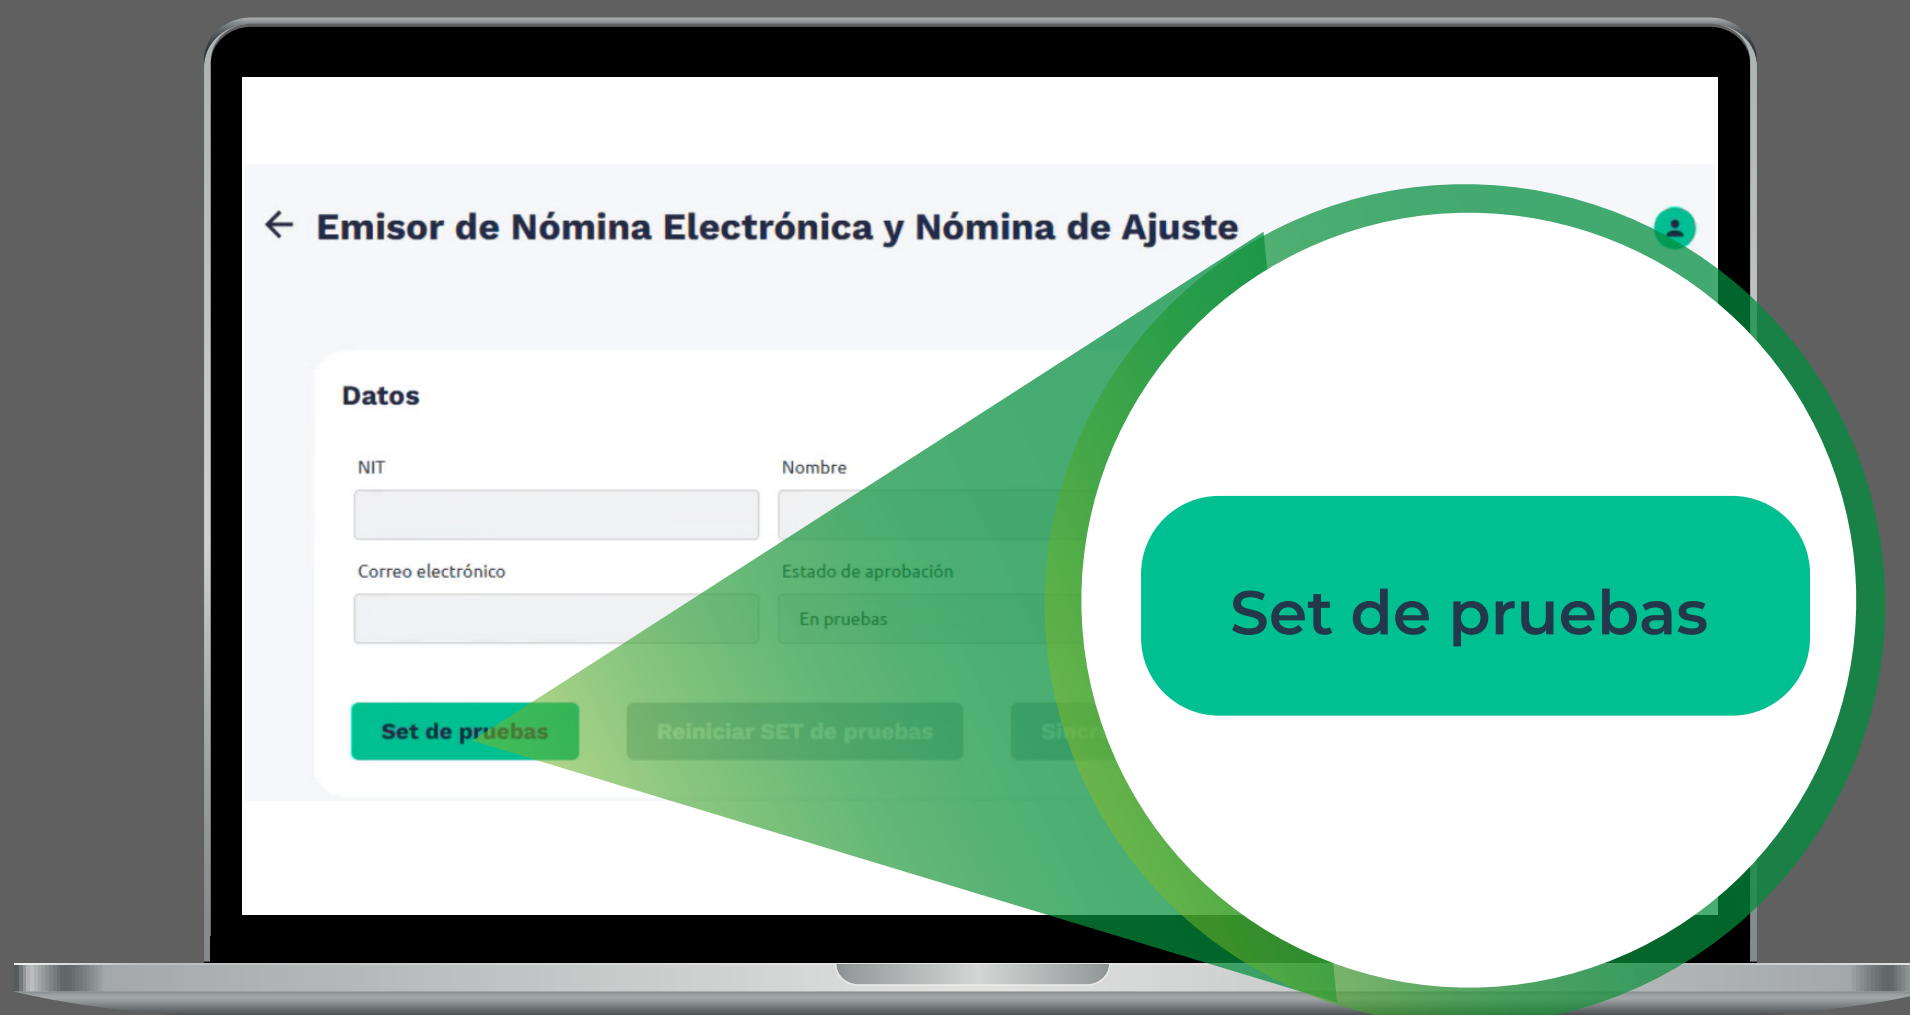 Emisor de Nómina Electrónica y Nómina de Ajuste
Datos
NIT
Nombre
Correo electrónico
Estado de aprobación
En pruebas
Set de pruebas
Reiniciar SET de pruebas
Set de pruebas